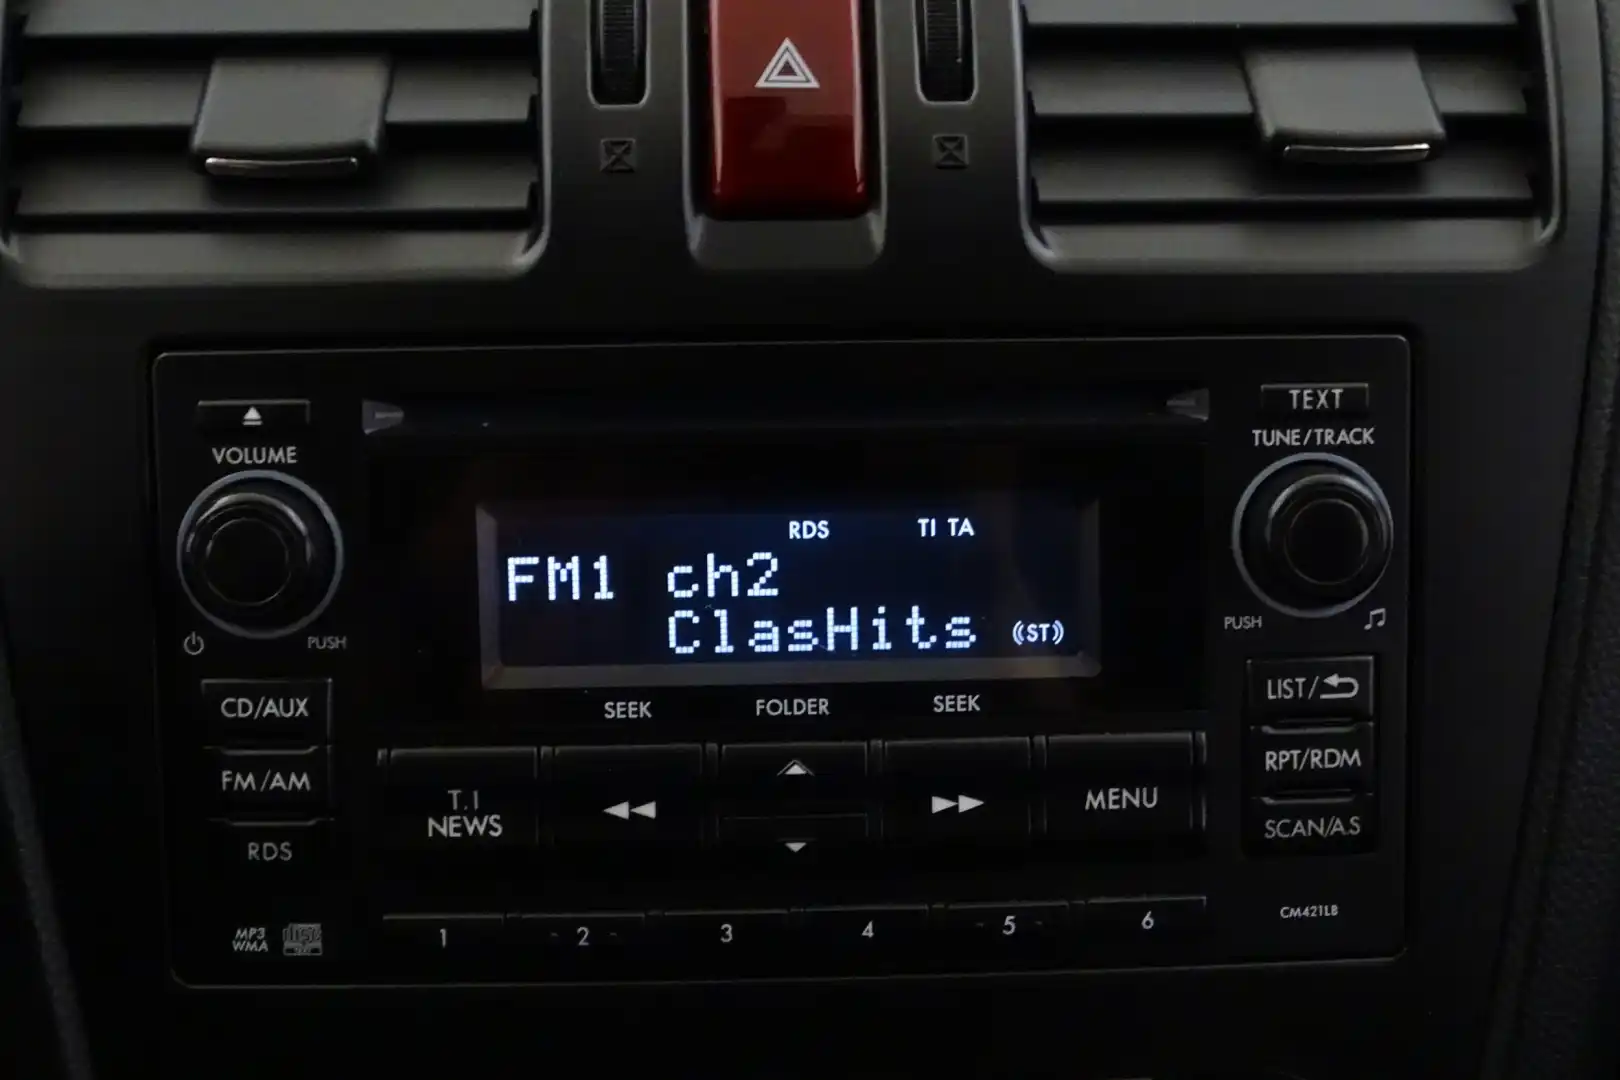 TEXT
VOLUME
TUNE/TRACK
RDS TI TA
FM1 ch2
ClasHits ((ST))
PUSH
PUSH
CD/AUX
SEEK
FOLDER
SEEK
LIST/
FM/AM
T.I
NEWS
MENU
RPT/RDM
RDS
SCAN/A.S
MP3
WMA
1
2
3
4
5
6
CM421LB